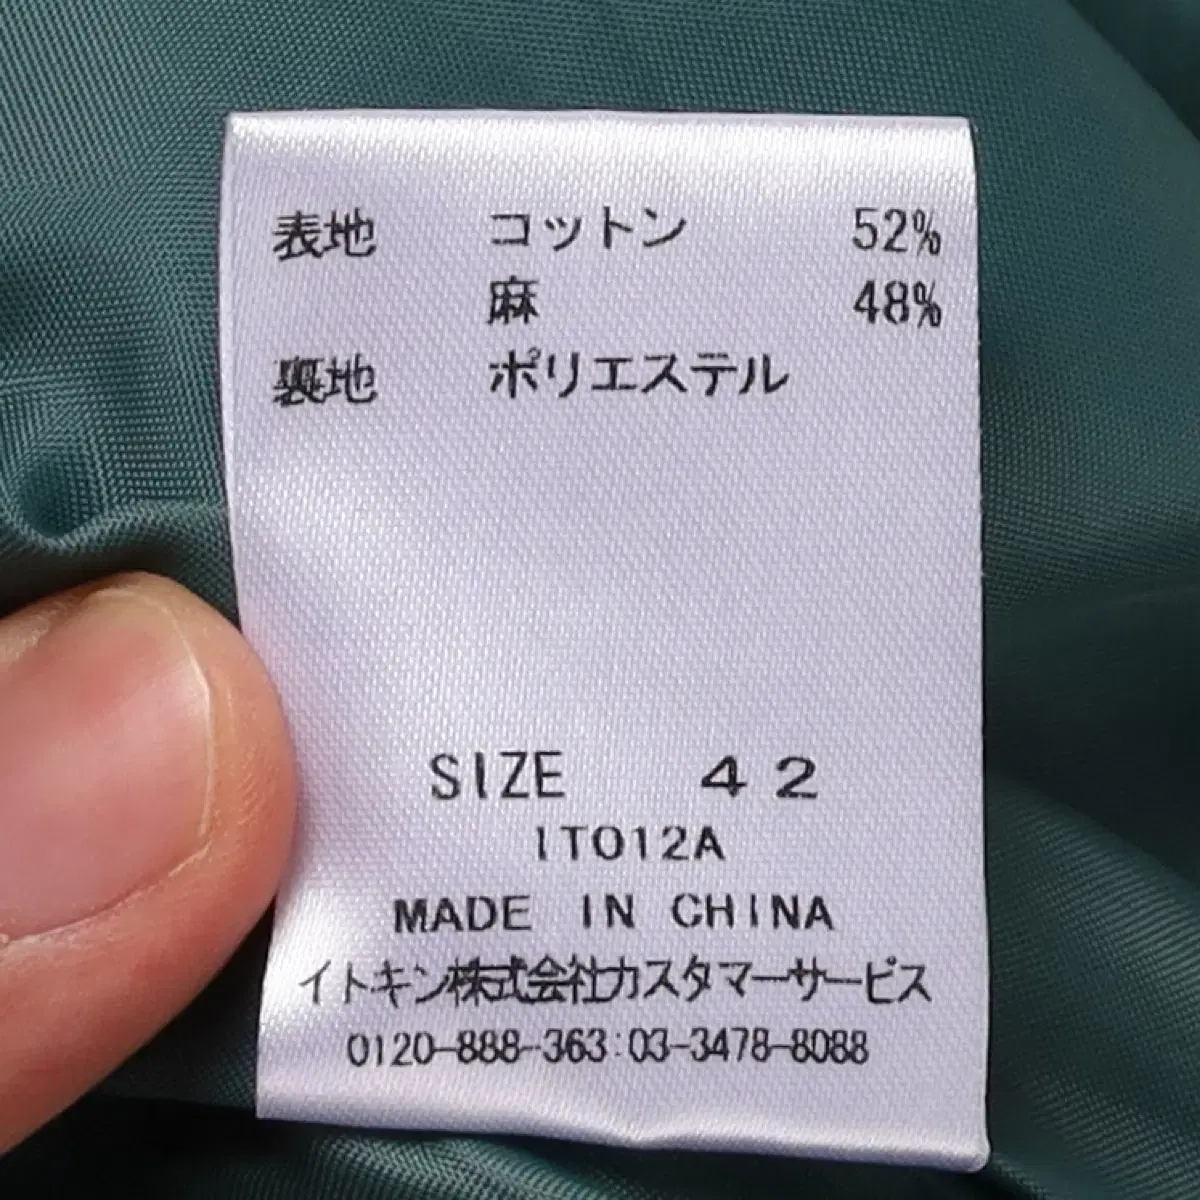 表地 コットン 52%
麻 48%
裏地 ポリエステル
SIZE 42
IT012A
MADE IN CHINA
イトキン株式会社カスタマーサービス
0120-888-363:03-3478-8088